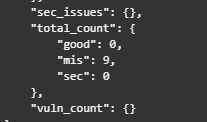 "sec_issues": {},
"total_count": {
"good": 0,
"mis": 9,
"sec": 0
},
"vuln_count": {}